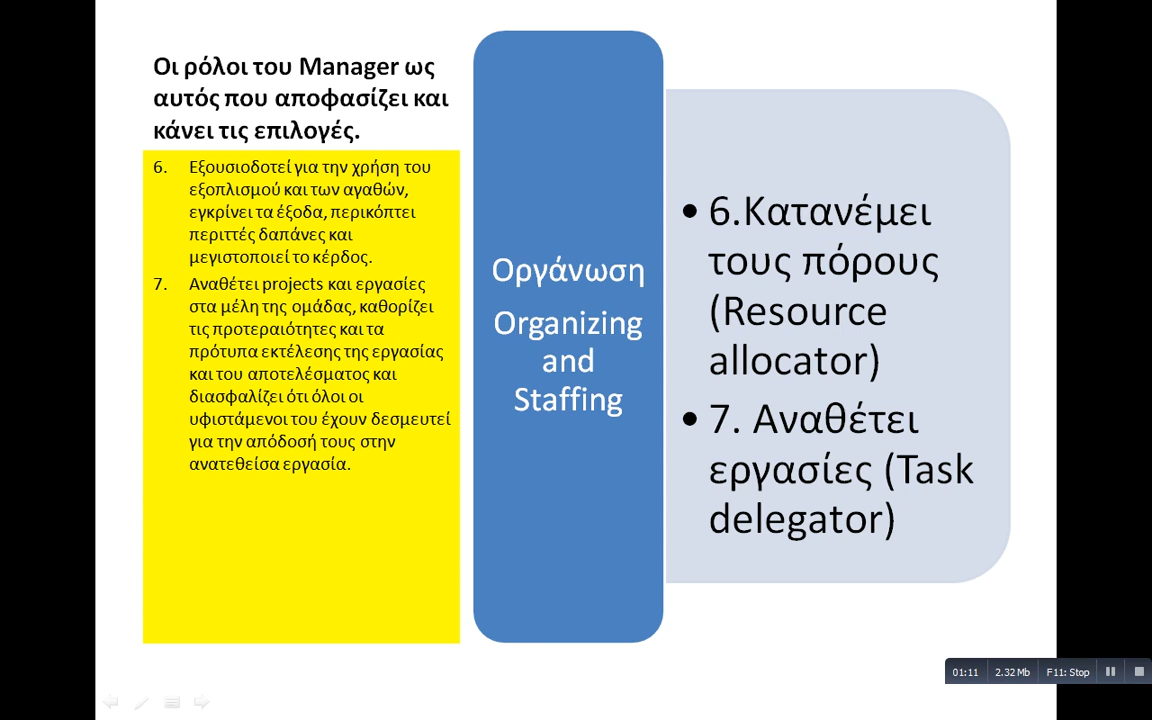 Οι ρόλοι του Manager ως
αυτός που αποφασίζει και
κάνει τις επιλογές.
6. Εξουσιοδοτεί για την χρήση του
εξοπλισμού και των αγαθών,
εγκρίνει τα έξοδα, περικόπτει
περιττές δαπάνες και
μεγιστοποιεί το κέρδος.
7. Αναθέτει projects και εργασίες
στα μέλη της ομάδας, καθορίζει
τις προτεραιότητες και τα
πρότυπα εκτέλεσης της εργασίας
και του αποτελέσματος και
διασφαλίζει ότι όλοι οι
υφιστάμενοι του έχουν δεσμευτεί
για την απόδοσή τους στην
ανατεθείσα εργασία.
Οργάνωση
Organizing
and
Staffing
• 6.Κατανέμει
τους πόρους
(Resource
allocator)
• 7. Αναθέτει
εργασίες (Task
delegator)
01:11 2.32 Mb F11: Stop